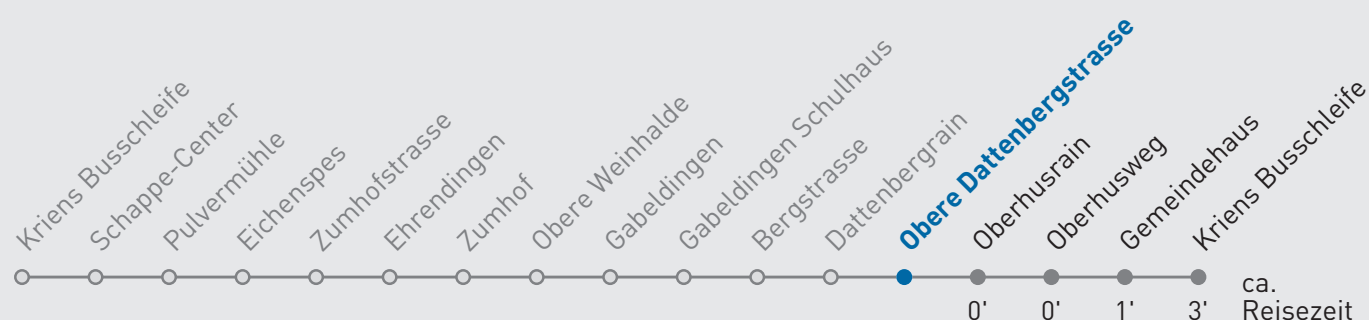 Kriens Busschleife
Schappe-Center
Pulvermühle
Eichenspes
Zumhofstrasse
Ehrendingen
Zumhof
Obere Weinhalde
Gabeldingen
Gabeldingen Schulhaus
Bergstrasse
Dattenbergrain
Obere Dattenbergstrasse
Oberhusrain
Oberhusweg
Gemeindehaus
Kriens Busschleife
0' 0' 1' 3'
ca.
Reisezeit